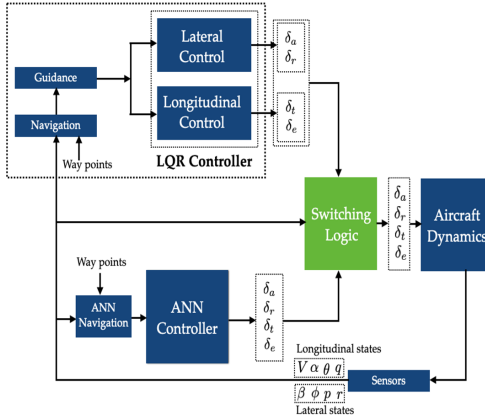 Lateral
Control
δa
δr
Guidance
Longitudinal
Control
δt
δe
Navigation
Way points
LQR Controller
Switching
Logic
δa
δr
δt
δe
Aircraft
Dynamics
Way points
ANN
Navigation
ANN
Controller
δa
δr
δt
δe
Longitudinal states
V α θ q
Sensors
β ϕ p r
Lateral states